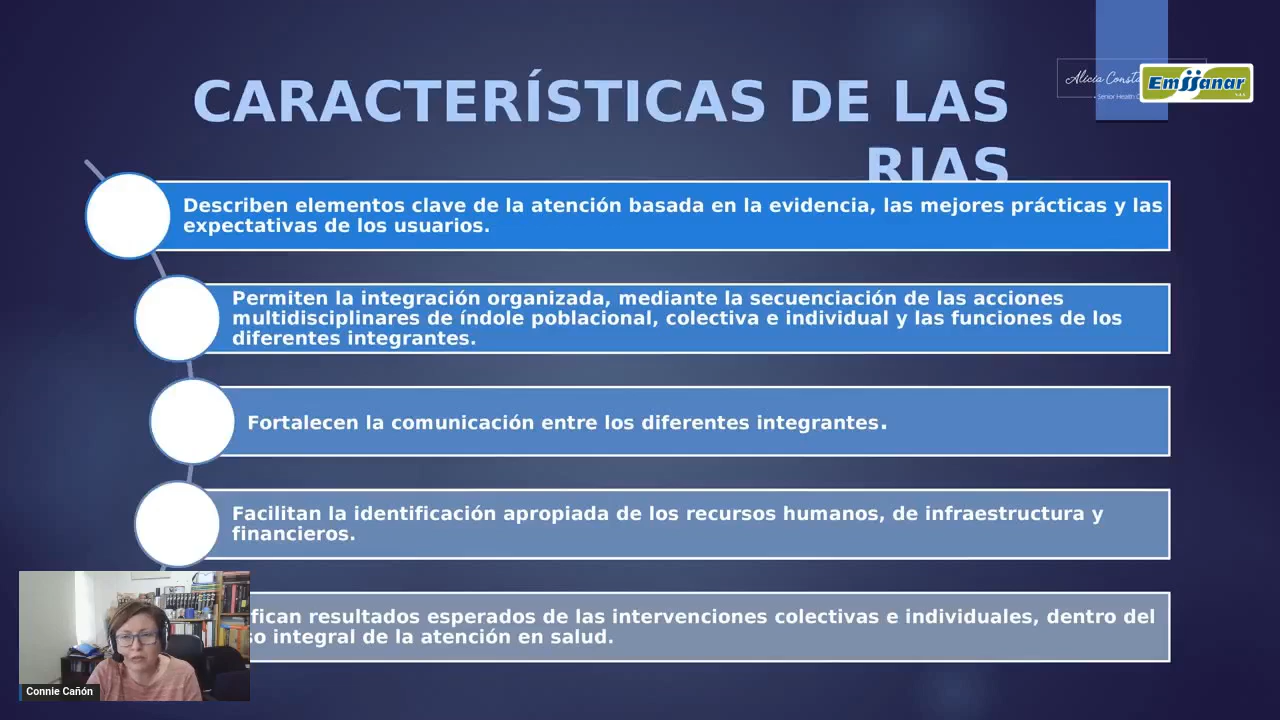 CARACTERÍSTICAS DE LAS
RIAS
Alicia
Senior Health
Emssanar
Describen elementos clave de la atención basada en la evidencia, las mejores prácticas y las
expectativas de los usuarios.
Permiten la integración organizada, mediante la secuenciación de las acciones
multidisciplinares de índole poblacional, colectiva e individual y las funciones de los
diferentes integrantes.
Fortalecen la comunicación entre los diferentes integrantes.
Facilitan la identificación apropiada de los recursos humanos, de infraestructura y
financieros.
resultados esperados de las intervenciones colectivas e individuales, dentro del
integral de la atención en salud.
Connie Cañón